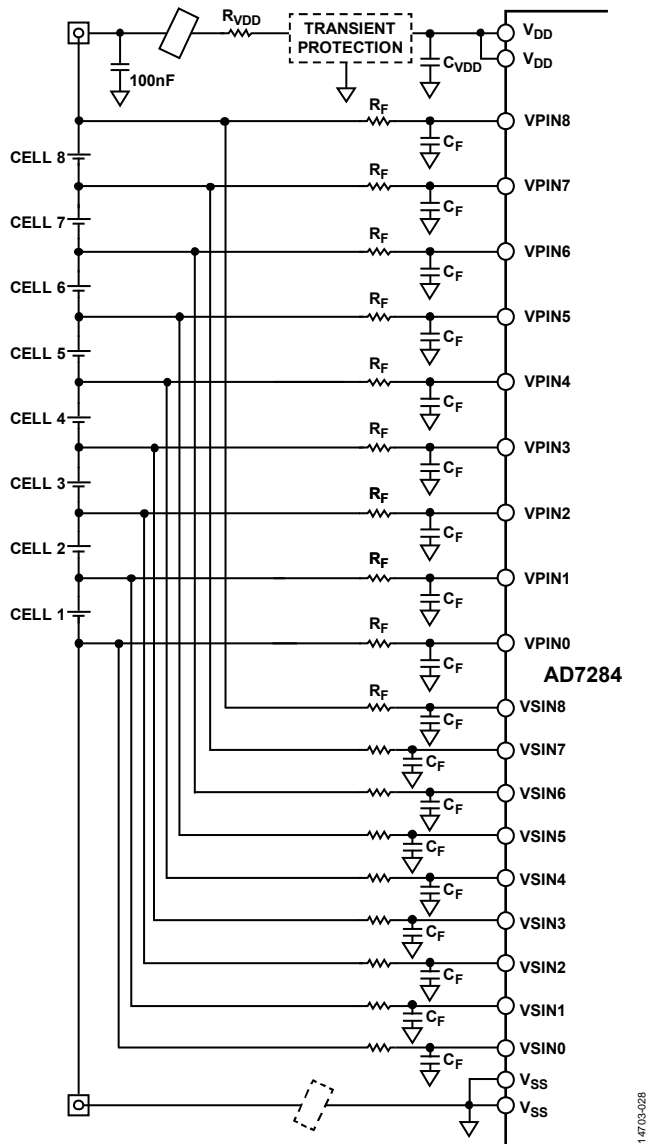 RVDD
TRANSIENT
PROTECTION
VDD
CVDD
VDD
100nF
RF
VPIN8
CF
CELL 8
RF
VPIN7
CF
CELL 7
RF
VPIN6
CF
CELL 6
RF
VPIN5
CF
CELL 5
RF
VPIN4
CF
CELL 4
RF
VPIN3
CF
CELL 3
RF
VPIN2
CF
CELL 2
RF
VPIN1
CF
CELL 1
RF
VPIN0
CF
AD7284
RF
VSIN8
CF
VSIN7
CF
VSIN6
CF
VSIN5
CF
VSIN4
CF
VSIN3
CF
VSIN2
CF
VSIN1
CF
VSIN0
CF
VSS
VSS
14703-028